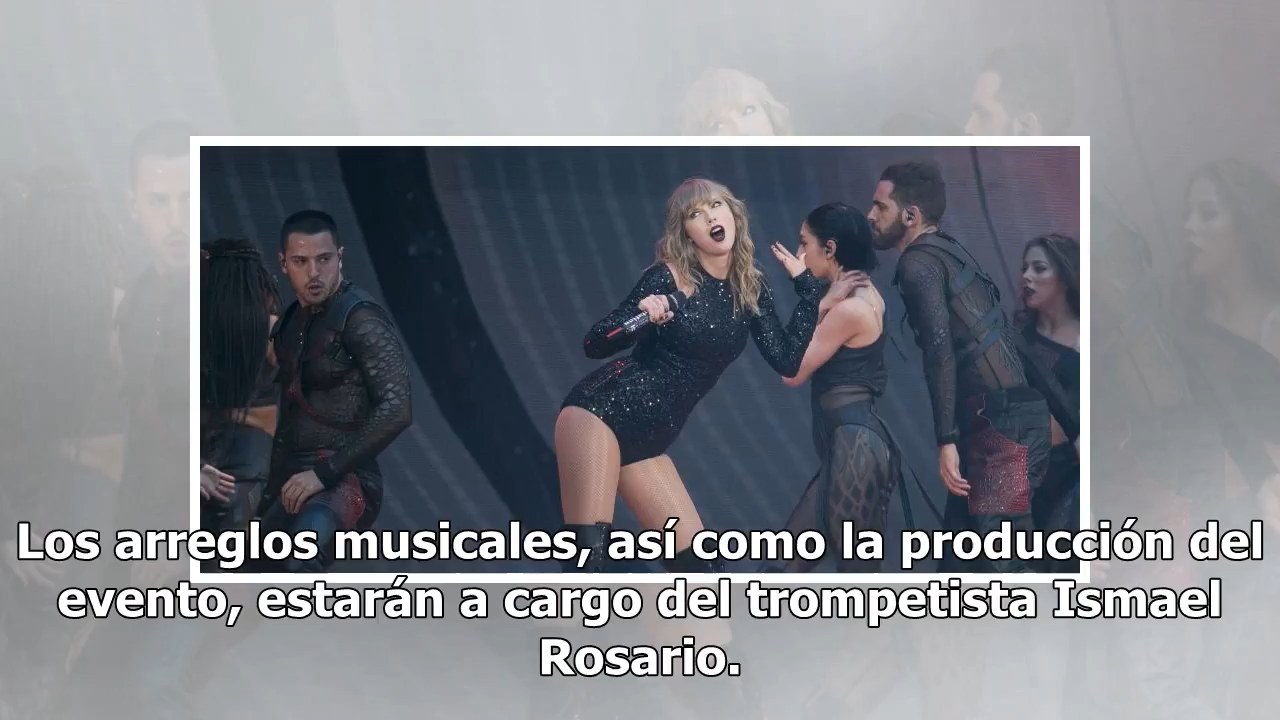 Los arreglos musicales, así como la producción del
evento, estarán a cargo del trompetista Ismael
Rosario.